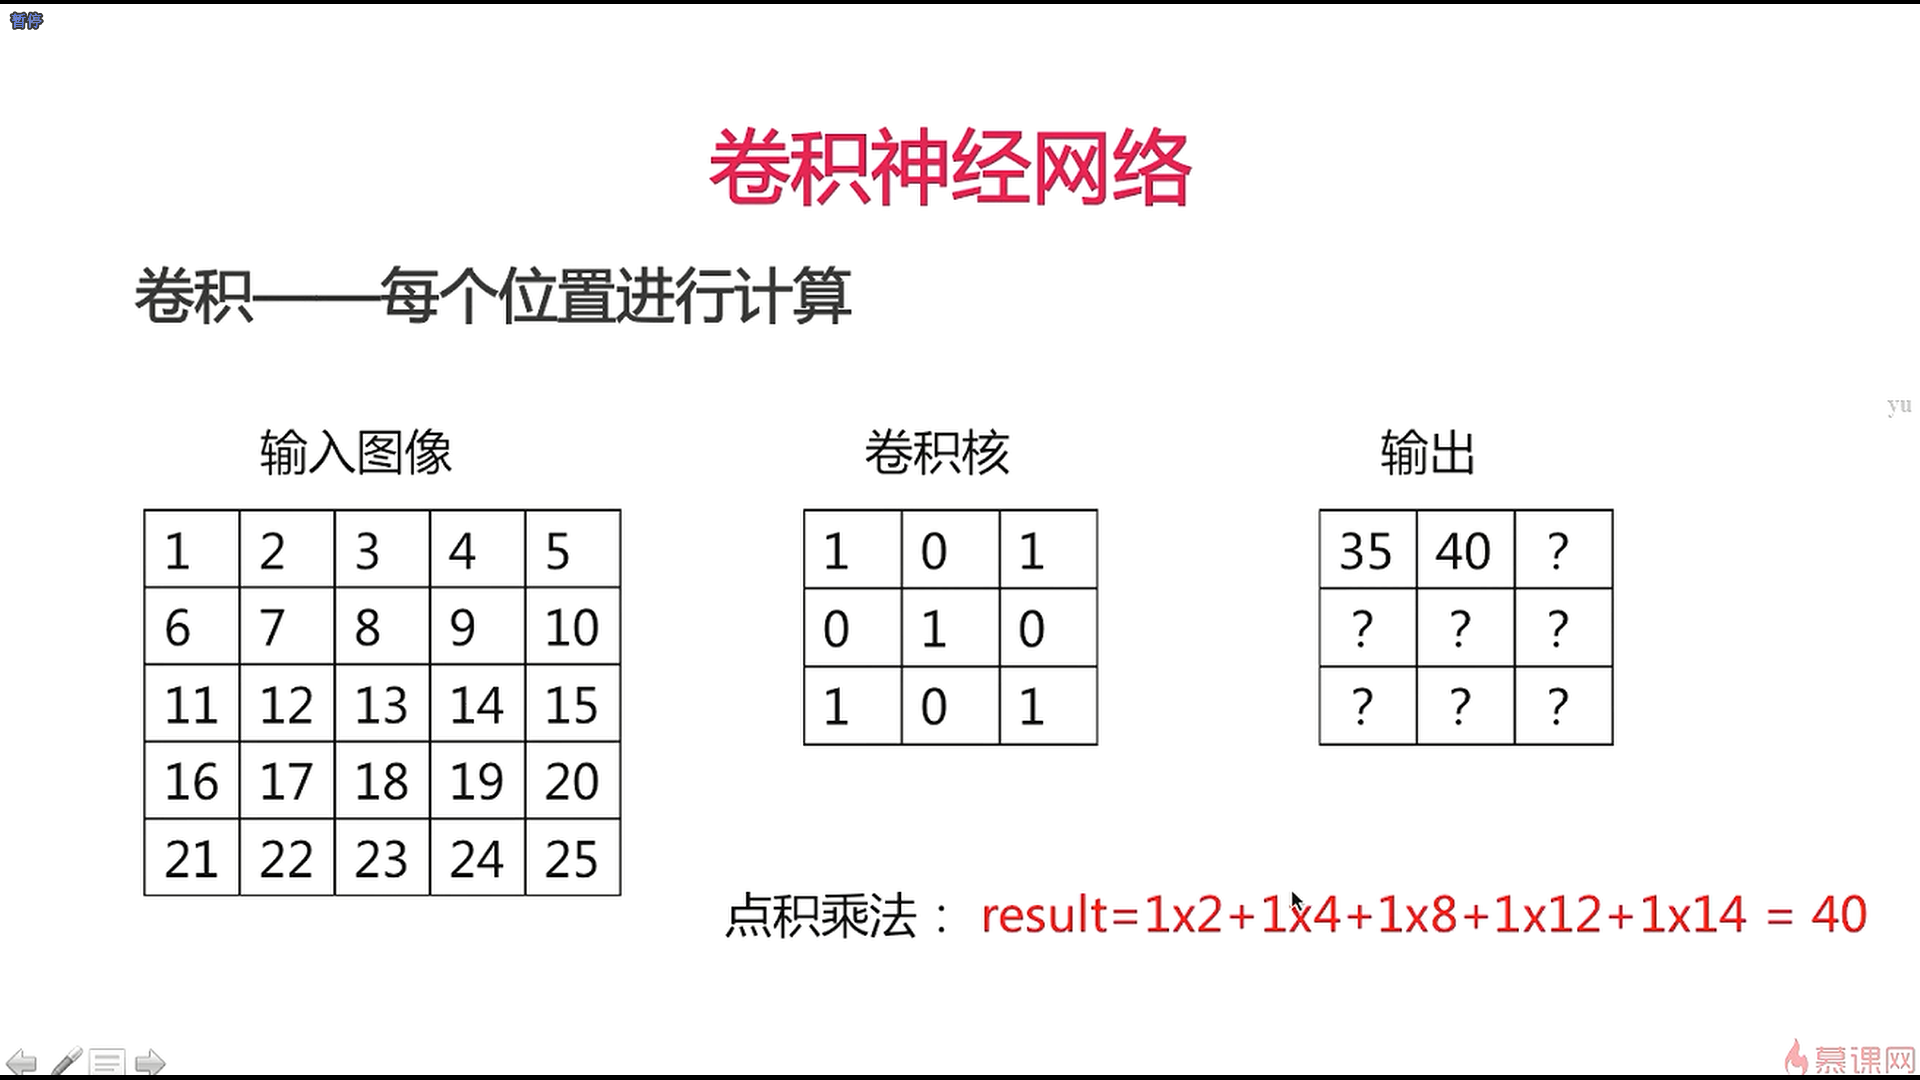 暂停
卷积神经网络
卷积——每个位置进行计算
yu
输入图像 卷积核 输出
1 2 3 4 5
6 7 8 9 10
11 12 13 14 15
16 17 18 19 20
21 22 23 24 25
1 0 1
0 1 0
1 0 1
35 40 ?
? ? ?
? ? ?
点积乘法： result=1x2+1x4+1x8+1x12+1x14 = 40
慕课网